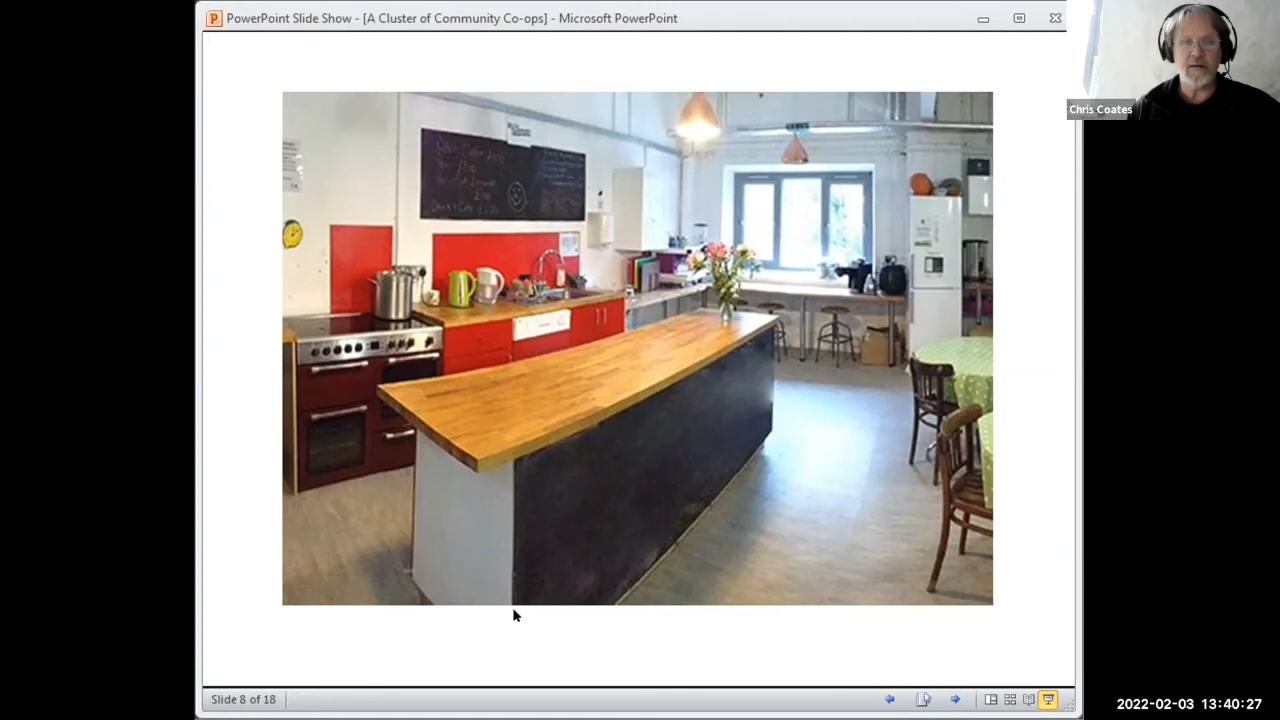 PowerPoint Slide Show - [A Cluster of Community Co-ops] - Microsoft PowerPoint
Chris Coates
Slide 8 of 18
2022-02-03 13:40:27